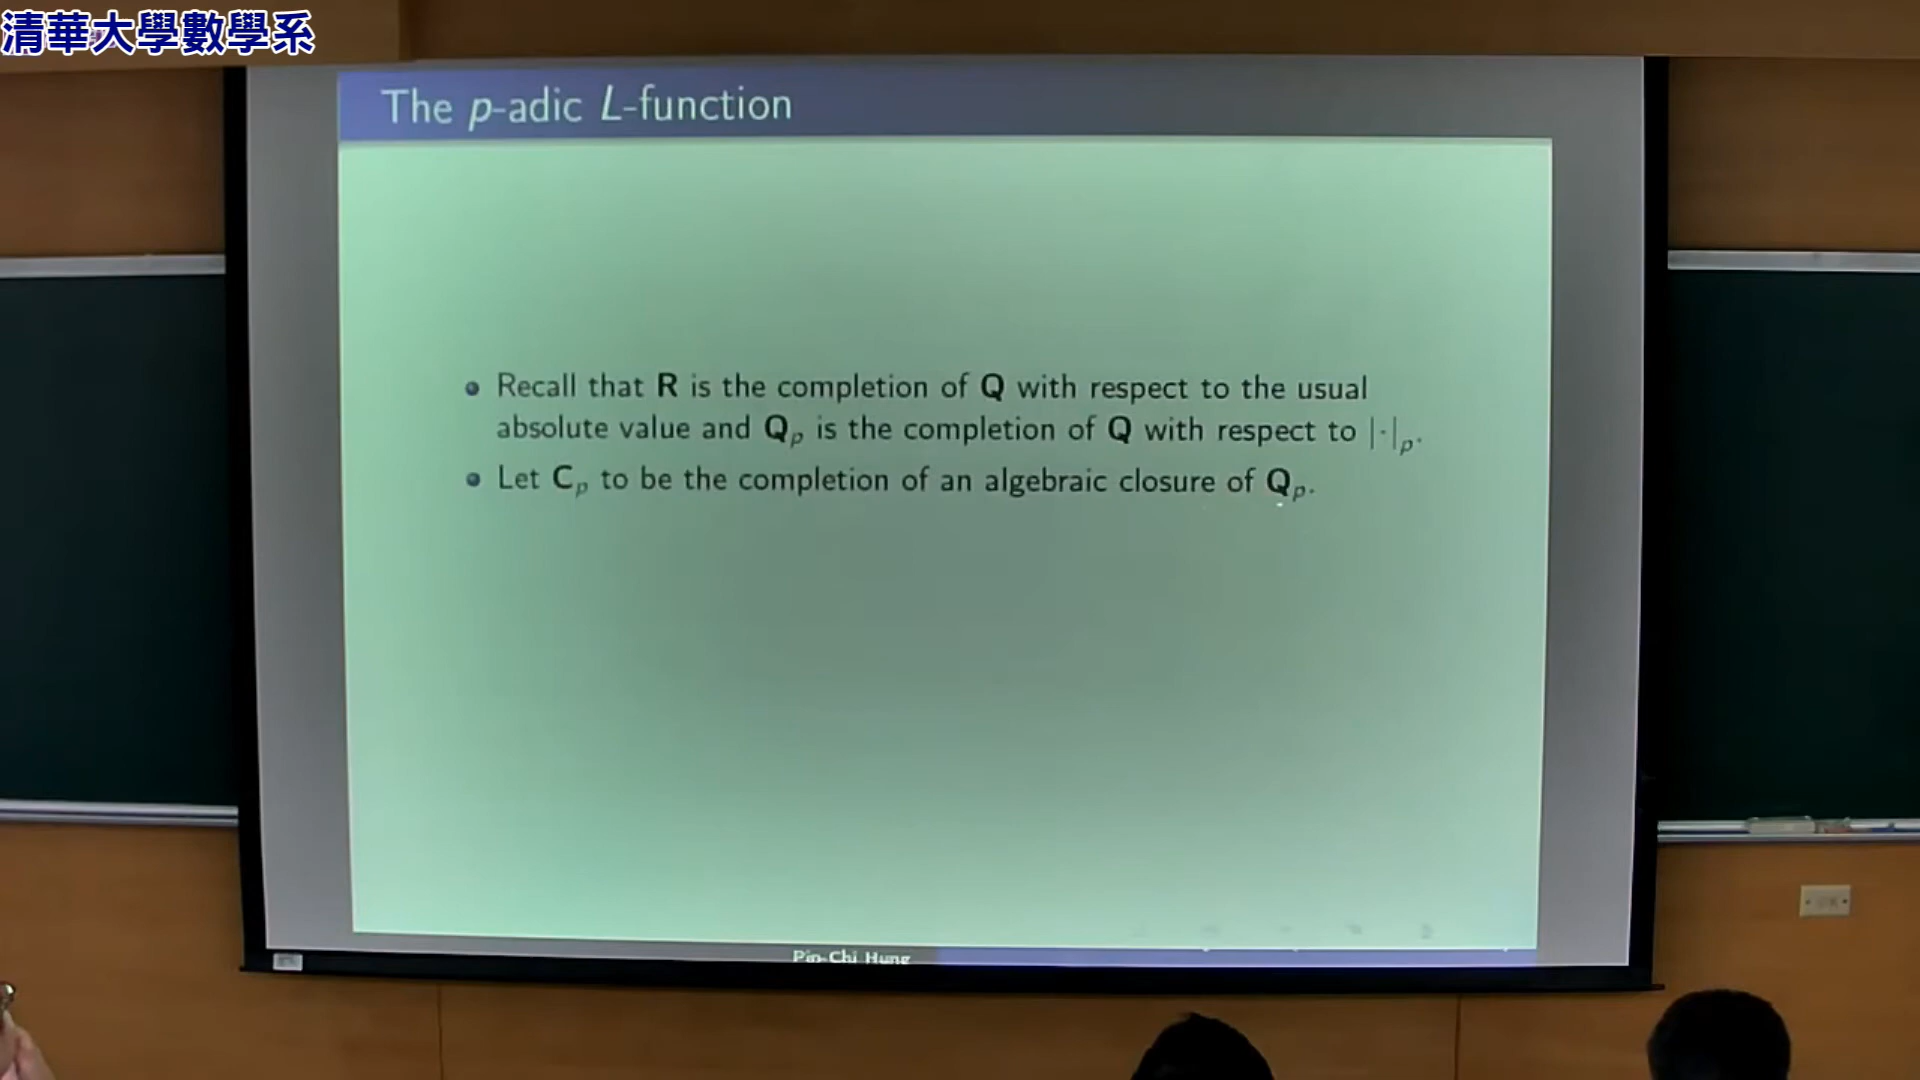 清華大學數學系
The p-adic L-function
Recall that R is the completion of Q with respect to the usual
absolute value and Qₚ is the completion of Q with respect to |·|ₚ.
Let Cₚ to be the completion of an algebraic closure of Qₚ.
Pin-Chi Hung